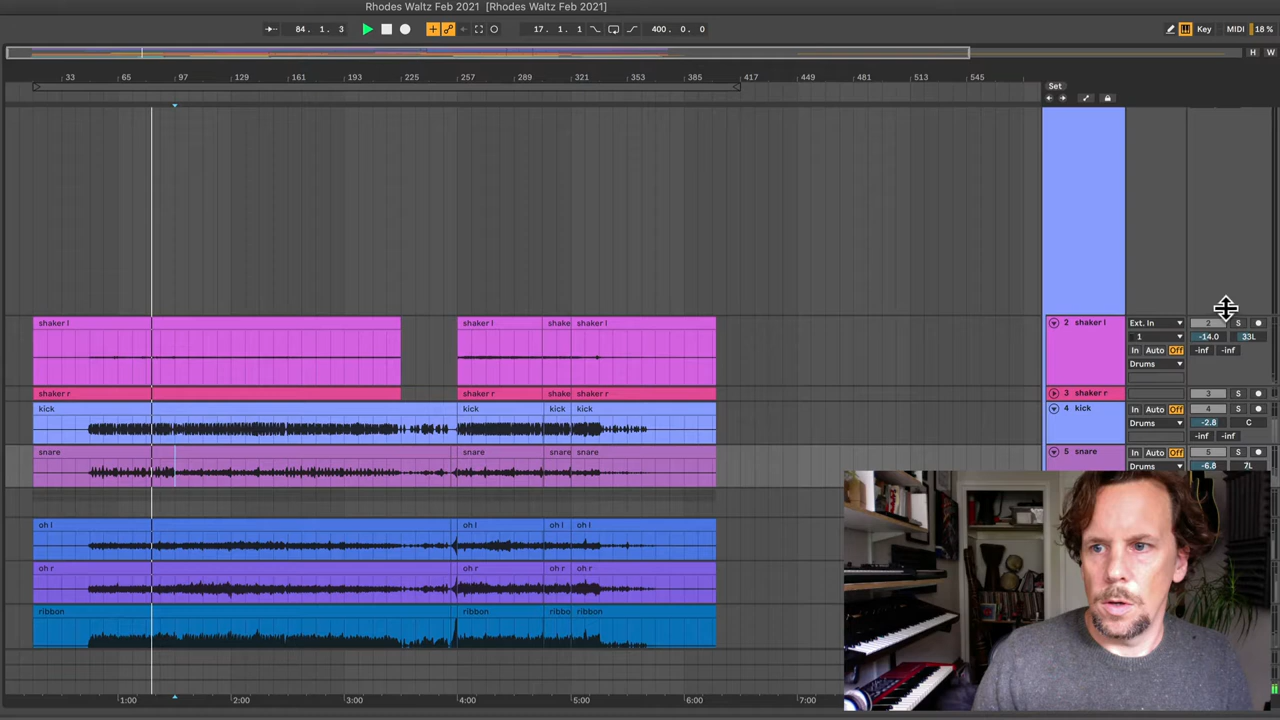 Rhodes Waltz Feb 2021 [Rhodes Waltz Feb 2021]
84. 1. 3
17. 1. 1
400. 0. 0
Key
MIDI
18 %
H
W
33 65 97 129 161 193 225 257 289 321 353 385 417 449 481 513 545
Set
shaker l shaker l shake shaker l
2 shaker l Ext. In 2 S
1 -14.0 33L
In Auto Off -inf -inf
Drums
shaker r shaker r shake shaker r
3 shaker r 3 S
kick kick kick kick
4 kick In Auto Off 4 S
Drums -2.8 C
-inf -inf
snare snare snare snare
5 snare In Auto Off 5 S
Drums -6.8 7L
oh l oh l oh l oh l
oh r oh r oh r oh r
ribbon ribbon ribbo ribbon
1:00 2:00 3:00 4:00 5:00 6:00 7:00